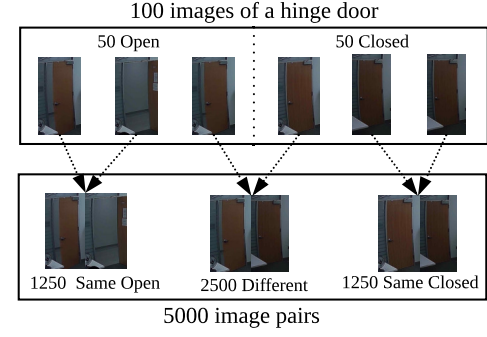 100 images of a hinge door
50 Open
50 Closed
1250 Same Open
2500 Different
1250 Same Closed
5000 image pairs